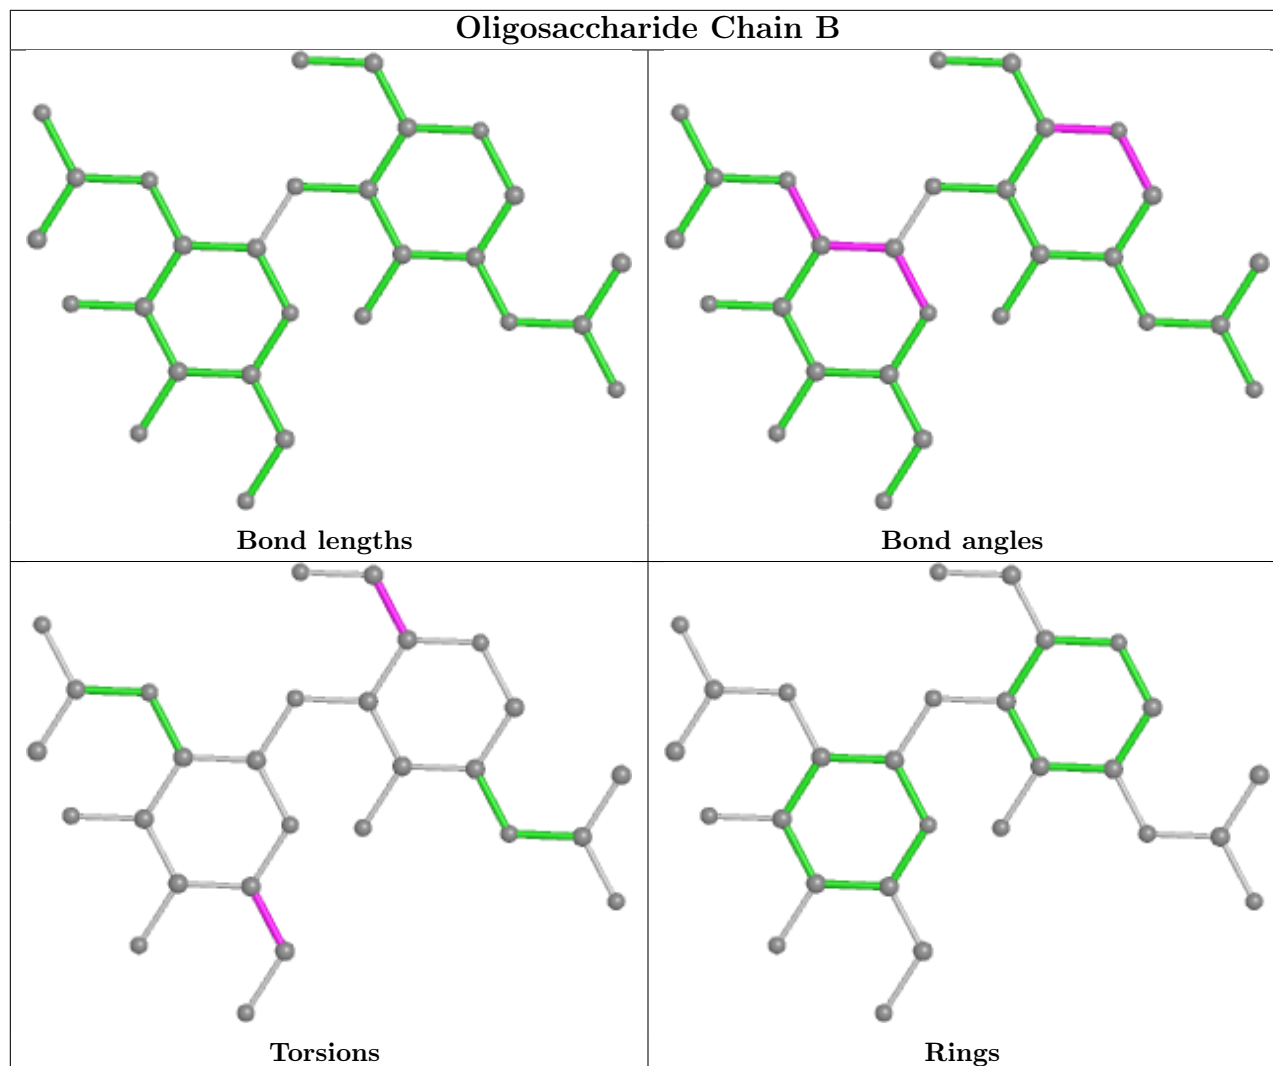 Oligosaccharide Chain B
Bond lengths
Bond angles
Torsions
Rings